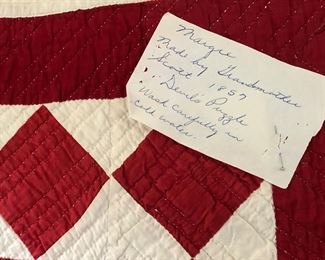 Margie
Made by Grandmother
Scott 1857
Devil's Puzzle
Wash carefully in
cold water!